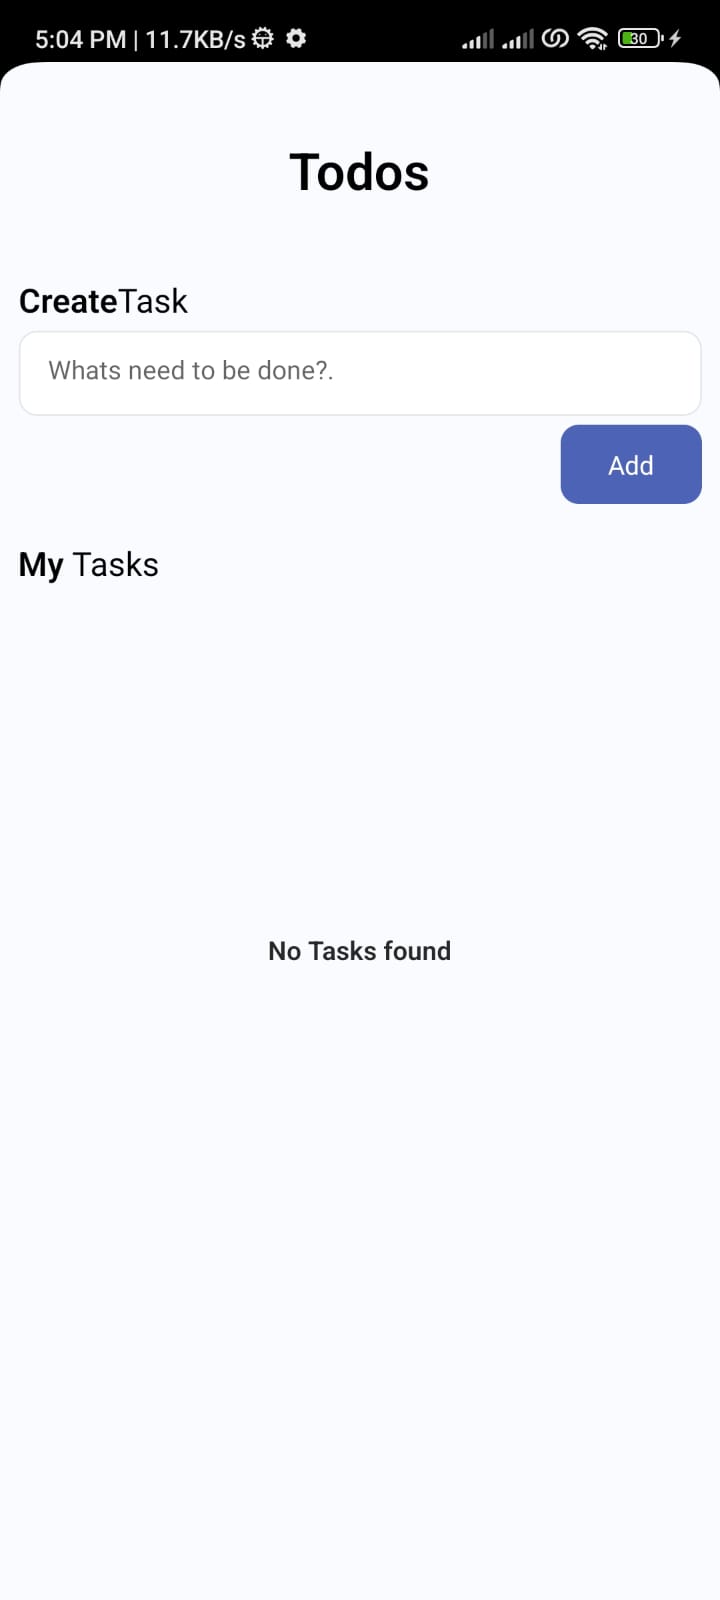 5:04 PM | 11.7KB/s 30
Todos
CreateTask
Whats need to be done?.
Add
My Tasks
No Tasks found